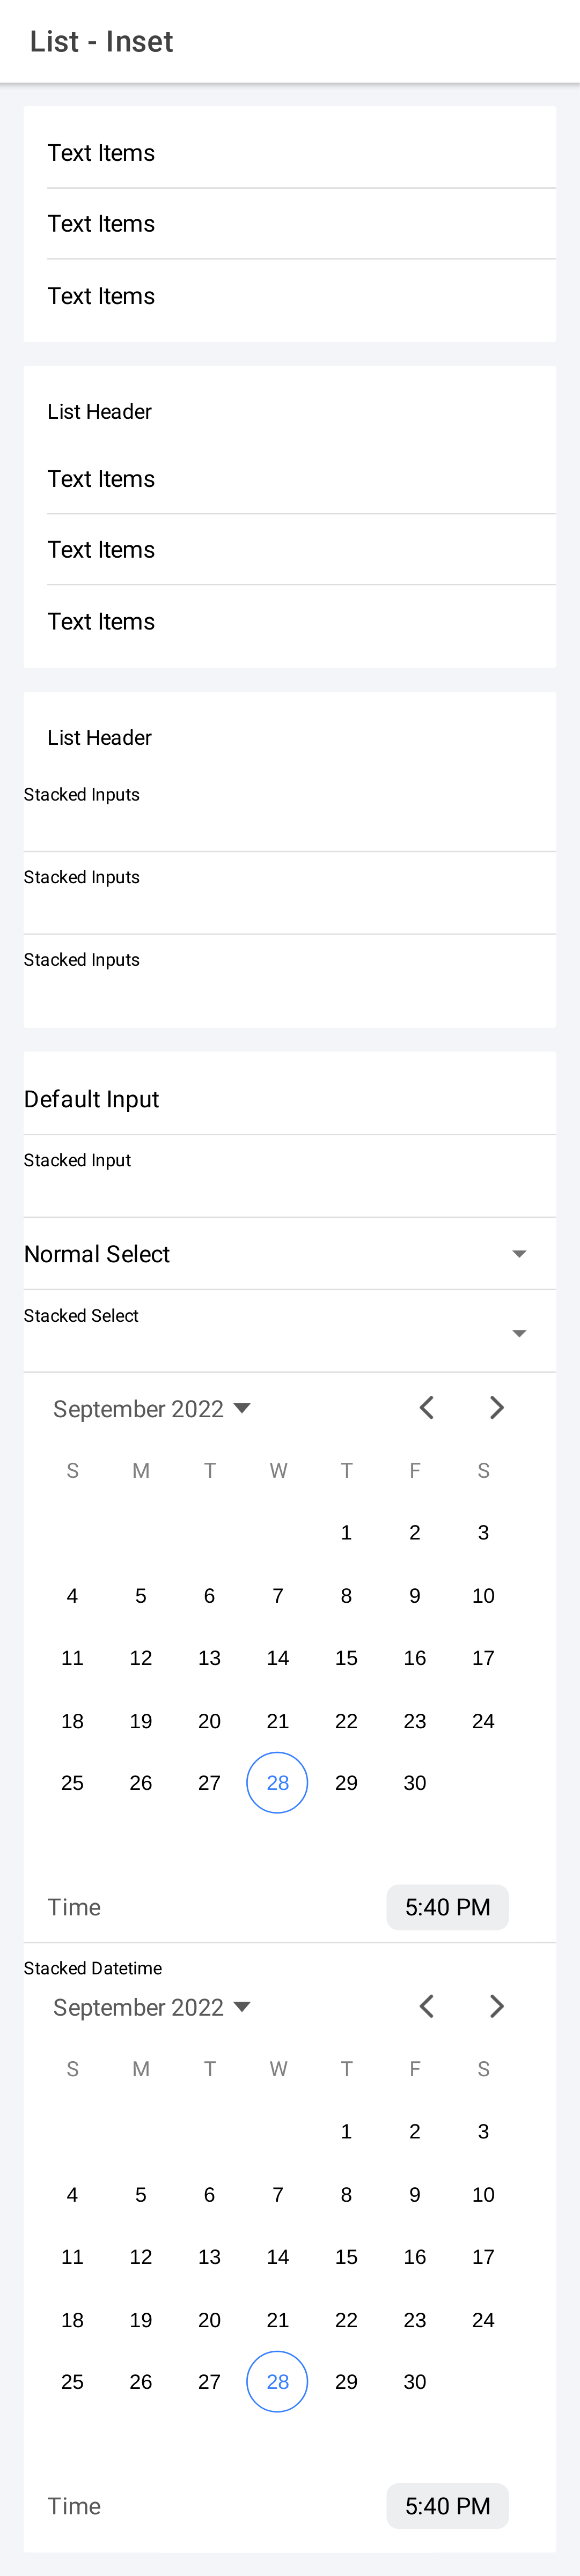 List - Inset
Text Items
Text Items
Text Items
List Header
Text Items
Text Items
Text Items
List Header
Stacked Inputs
Stacked Inputs
Stacked Inputs
Default Input
Stacked Input
Normal Select
Stacked Select
September 2022
S M T W T F S
1 2 3
4 5 6 7 8 9 10
11 12 13 14 15 16 17
18 19 20 21 22 23 24
25 26 27 28 29 30
Time 5:40 PM
Stacked Datetime
September 2022
S M T W T F S
1 2 3
4 5 6 7 8 9 10
11 12 13 14 15 16 17
18 19 20 21 22 23 24
25 26 27 28 29 30
Time 5:40 PM